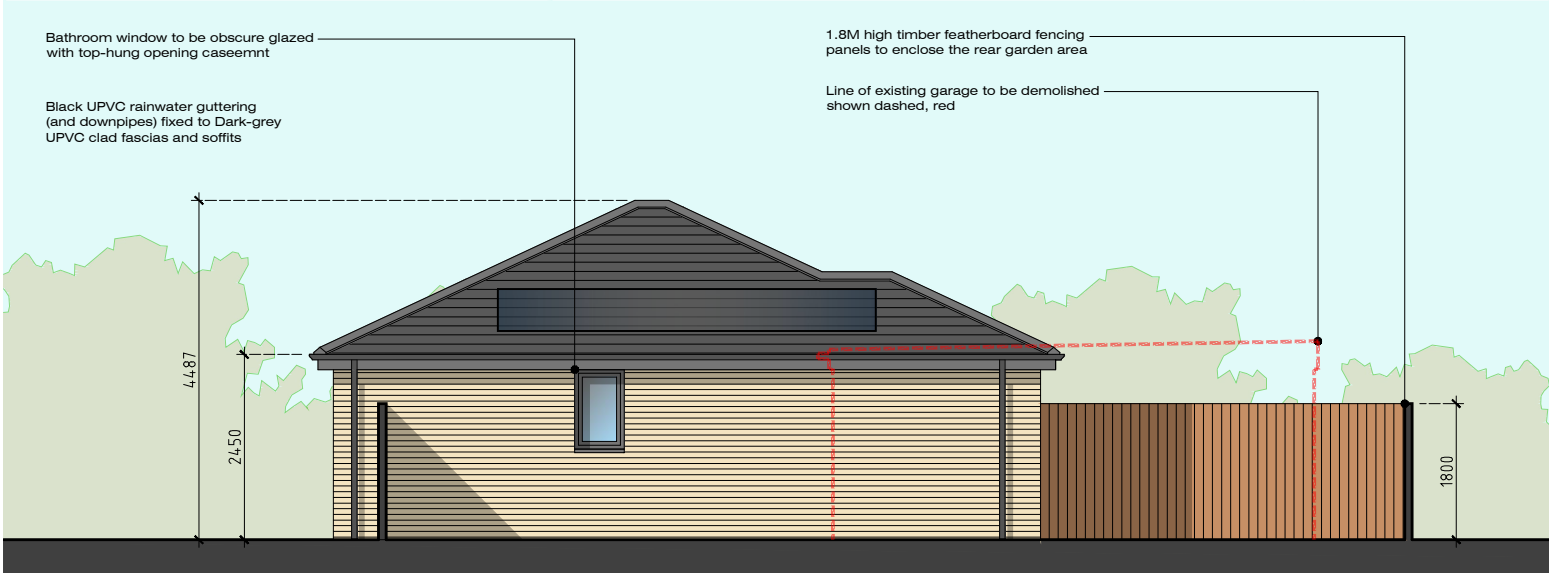 Bathroom window to be obscure glazed
with top-hung opening caseemnt
Black UPVC rainwater guttering
(and downpipes) fixed to Dark-grey
UPVC clad fascias and soffits
1.8M high timber featherboard fencing
panels to enclose the rear garden area
Line of existing garage to be demolished
shown dashed, red
4487
2450
1800